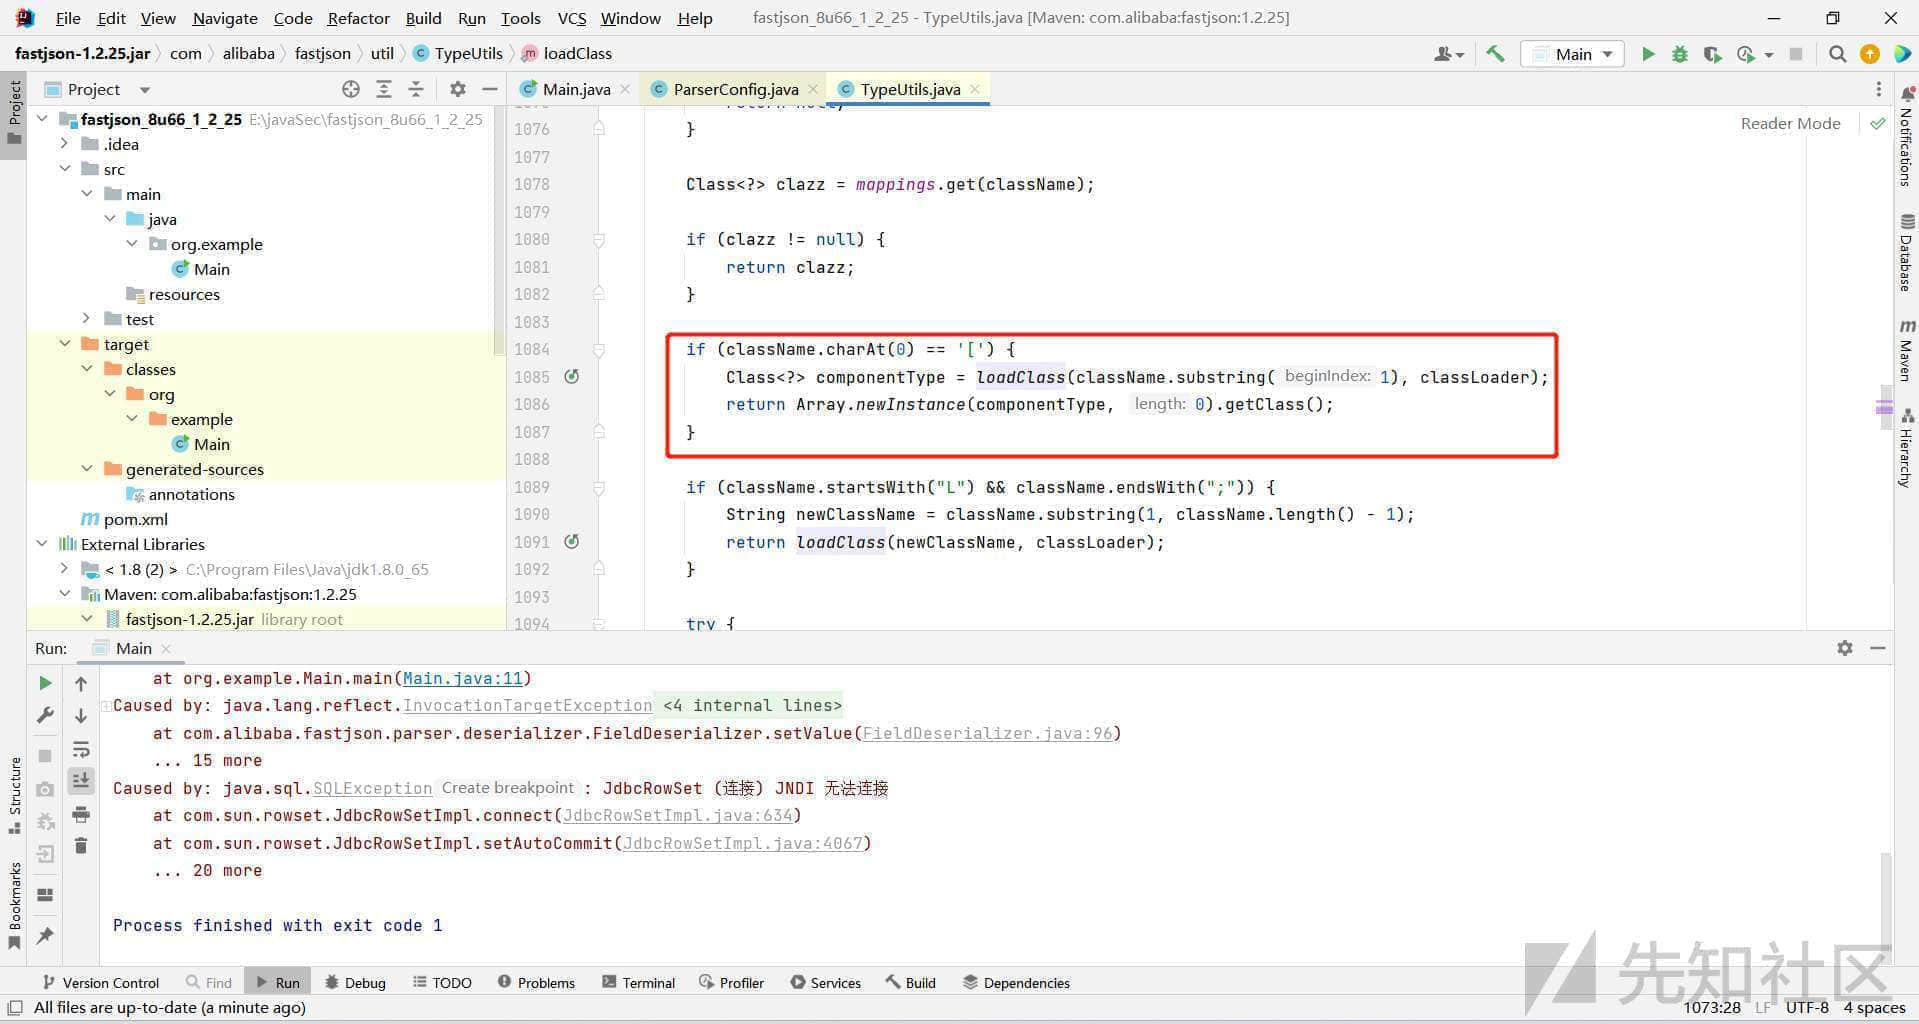 File Edit View Navigate Code Refactor Build Run Tools VCS Window Help fastjson_8u66_1_2_25 - TypeUtils.java [Maven: com.alibaba:fastjson:1.2.25]
fastjson-1.2.25.jar com alibaba fastjson util TypeUtils loadClass Main
Project Main.java ParserConfig.java TypeUtils.java
Reader Mode
fastjson_8u66_1_2_25 E:\javaSec\fastjson_8u66_1_2_25
.idea
src
main
java
org.example
Main
resources
test
target
classes
org
example
Main
generated-sources
annotations
pom.xml
External Libraries
< 1.8 (2) > C:\Program Files\Java\jdk1.8.0_65
Maven: com.alibaba:fastjson:1.2.25
fastjson-1.2.25.jar library root
1076 }
1077
1078 Class<?> clazz = mappings.get(className);
1079
1080 if (clazz != null) {
1081 return clazz;
1082 }
1083
1084 if (className.charAt(0) == '[') {
1085 Class<?> componentType = loadClass(className.substring( beginIndex: 1), classLoader);
1086 return Array.newInstance(componentType, length: 0).getClass();
1087 }
1088
1089 if (className.startsWith("L") && className.endsWith(";")) {
1090 String newClassName = className.substring(1, className.length() - 1);
1091 return loadClass(newClassName, classLoader);
1092 }
1093
1094 try {
Project
Structure
Bookmarks
Notifications
Database
Maven
Hierarchy
Run: Main
at org.example.Main.main(Main.java:11)
Caused by: java.lang.reflect.InvocationTargetException <4 internal lines>
at com.alibaba.fastjson.parser.deserializer.FieldDeserializer.setValue(FieldDeserializer.java:96)
... 15 more
Caused by: java.sql.SQLException Create breakpoint : JdbcRowSet (连接) JNDI 无法连接
at com.sun.rowset.JdbcRowSetImpl.connect(JdbcRowSetImpl.java:634)
at com.sun.rowset.JdbcRowSetImpl.setAutoCommit(JdbcRowSetImpl.java:4067)
... 20 more
Process finished with exit code 1
先知社区
Version Control Find Run Debug TODO Problems Terminal Profiler Services Build Dependencies
All files are up-to-date (a minute ago) 1073:28 LF UTF-8 4 spaces